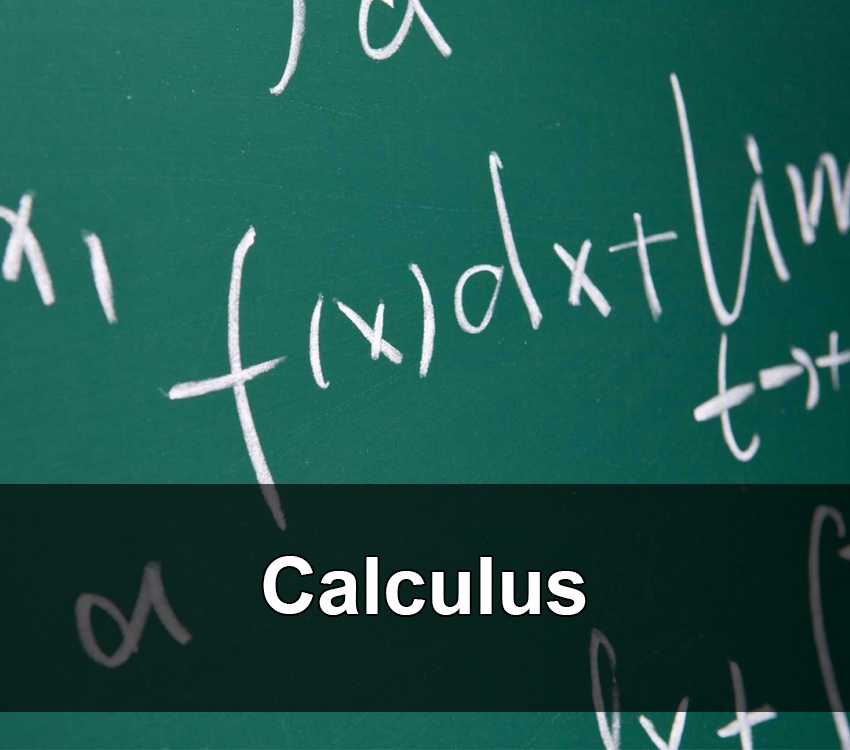 a
x, f(x)dx+lim
t→+
a
Calculus
x+